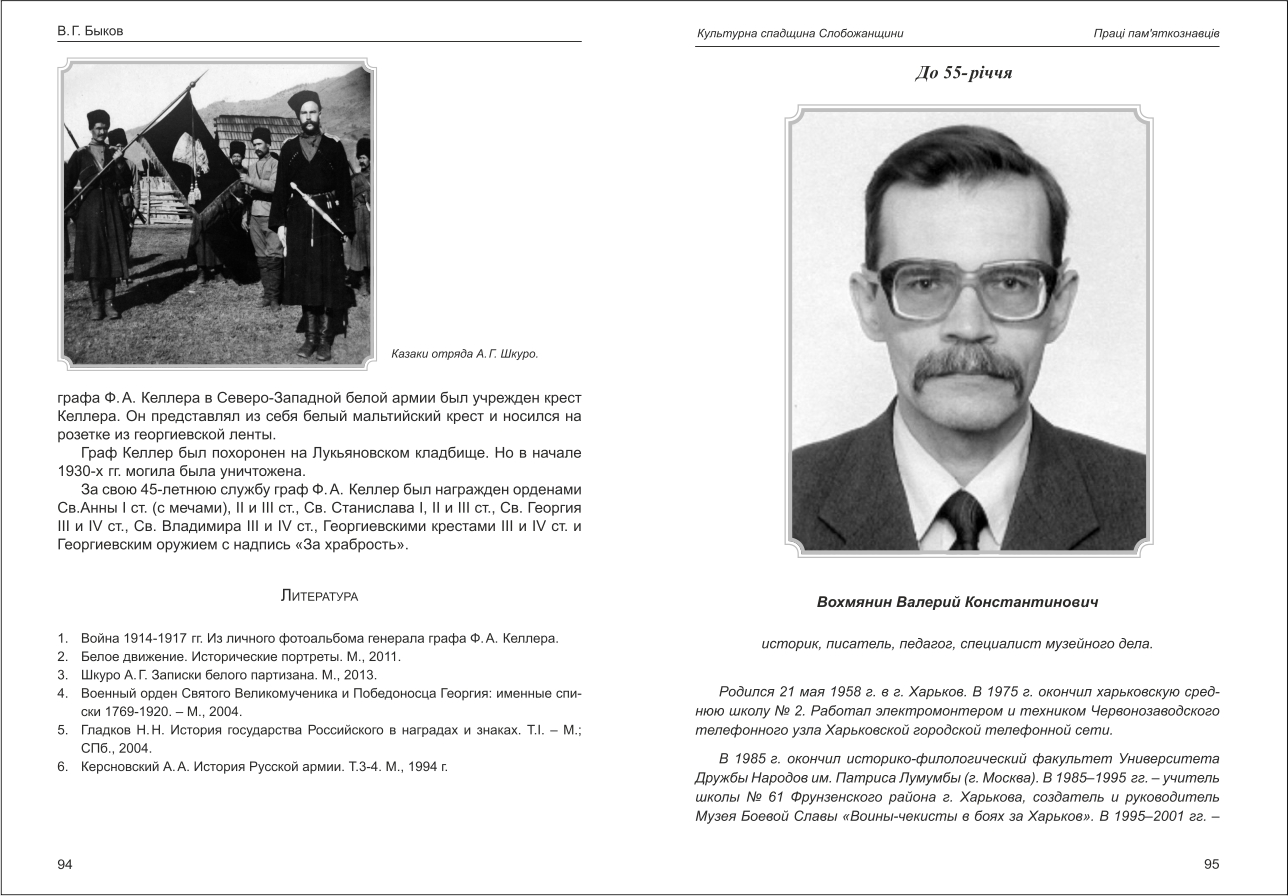 В. Г. Быков
Казаки отряда А. Г. Шкуро.
графа Ф. А. Келлера в Северо-Западной белой армии был учрежден крест
Келлера. Он представлял из себя белый мальтийский крест и носился на
розетке из георгиевской ленты.
Граф Келлер был похоронен на Лукьяновском кладбище. Но в начале
1930-х гг. могила была уничтожена.
За свою 45-летнюю службу граф Ф. А. Келлер был награжден орденами
Св.Анны I ст. (с мечами), II и III ст., Св. Станислава I, II и III ст., Св. Георгия
III и IV ст., Св. Владимира III и IV ст., Георгиевскими крестами III и IV ст. и
Георгиевским оружием с надпись «За храбрость».
Литература
1. Война 1914-1917 гг. Из личного фотоальбома генерала графа Ф. А. Келлера.
2. Белое движение. Исторические портреты. М., 2011.
3. Шкуро А. Г. Записки белого партизана. М., 2013.
4. Военный орден Святого Великомученика и Победоносца Георгия: именные спи-
ски 1769-1920. – М., 2004.
5. Гладков Н. Н. История государства Российского в наградах и знаках. Т.I. – М.;
СПб., 2004.
6. Керсновский А. А. История Русской армии. Т.3-4. М., 1994 г.
94
Культурна спадщина Слобожанщини Праці пам'яткознавців
До 55-річчя
Вохмянин Валерий Константинович
историк, писатель, педагог, специалист музейного дела.
Родился 21 мая 1958 г. в г. Харьков. В 1975 г. окончил харьковскую сред-
нюю школу № 2. Работал электромонтером и техником Червонозаводского
телефонного узла Харьковской городской телефонной сети.
В 1985 г. окончил историко-филологический факультет Университета
Дружбы Народов им. Патриса Лумумбы (г. Москва). В 1985–1995 гг. – учитель
школы № 61 Фрунзенского района г. Харькова, создатель и руководитель
Музея Боевой Славы «Воины-чекисты в боях за Харьков». В 1995–2001 гг. –
95